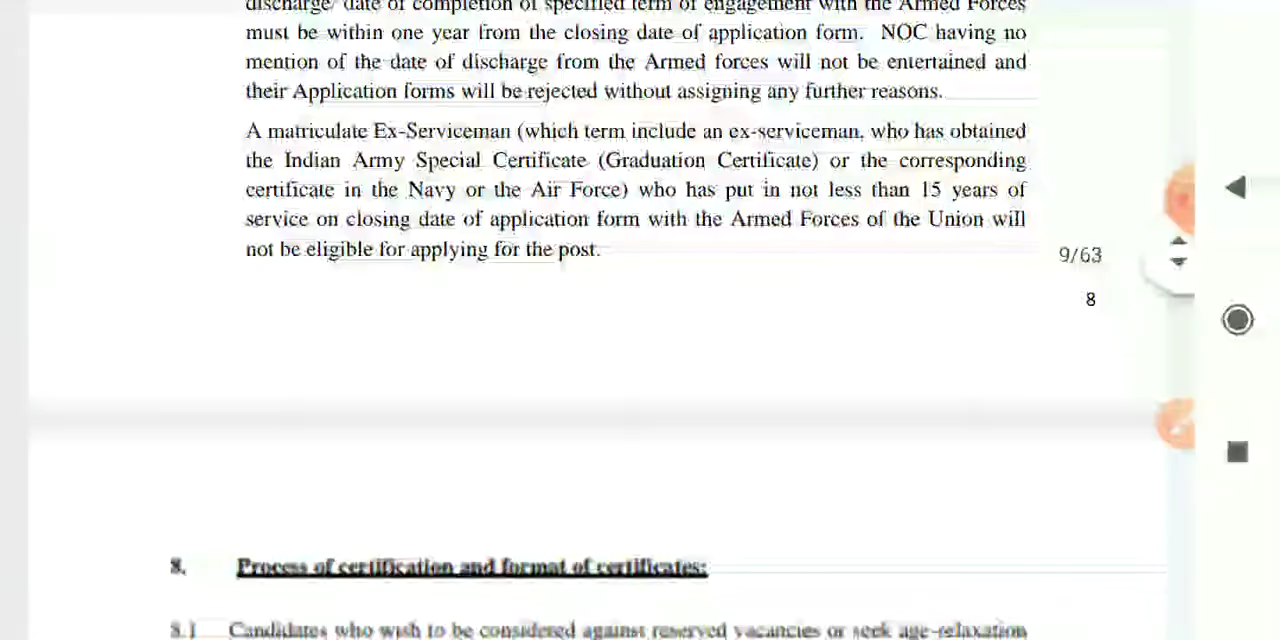 discharge/ date of completion of specified term of engagement with the Armed Forces
must be within one year from the closing date of application form. NOC having no
mention of the date of discharge from the Armed forces will not be entertained and
their Application forms will be rejected without assigning any further reasons.
A matriculate Ex-Serviceman (which term include an ex-serviceman, who has obtained
the Indian Army Special Certificate (Graduation Certificate) or the corresponding
certificate in the Navy or the Air Force) who has put in not less than 15 years of
service on closing date of application form with the Armed Forces of the Union will
not be eligible for applying for the post.
9/63
8
8. Process of certification and format of certificates:
8.1 Candidates who wish to be considered against reserved vacancies or seek age-relaxation